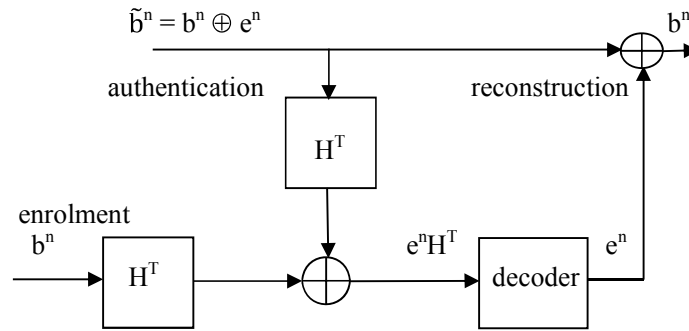 b̃ⁿ = bⁿ ⊕ eⁿ
bⁿ
authentication
reconstruction
Hᵀ
enrolment
bⁿ
Hᵀ
eⁿHᵀ
decoder
eⁿ